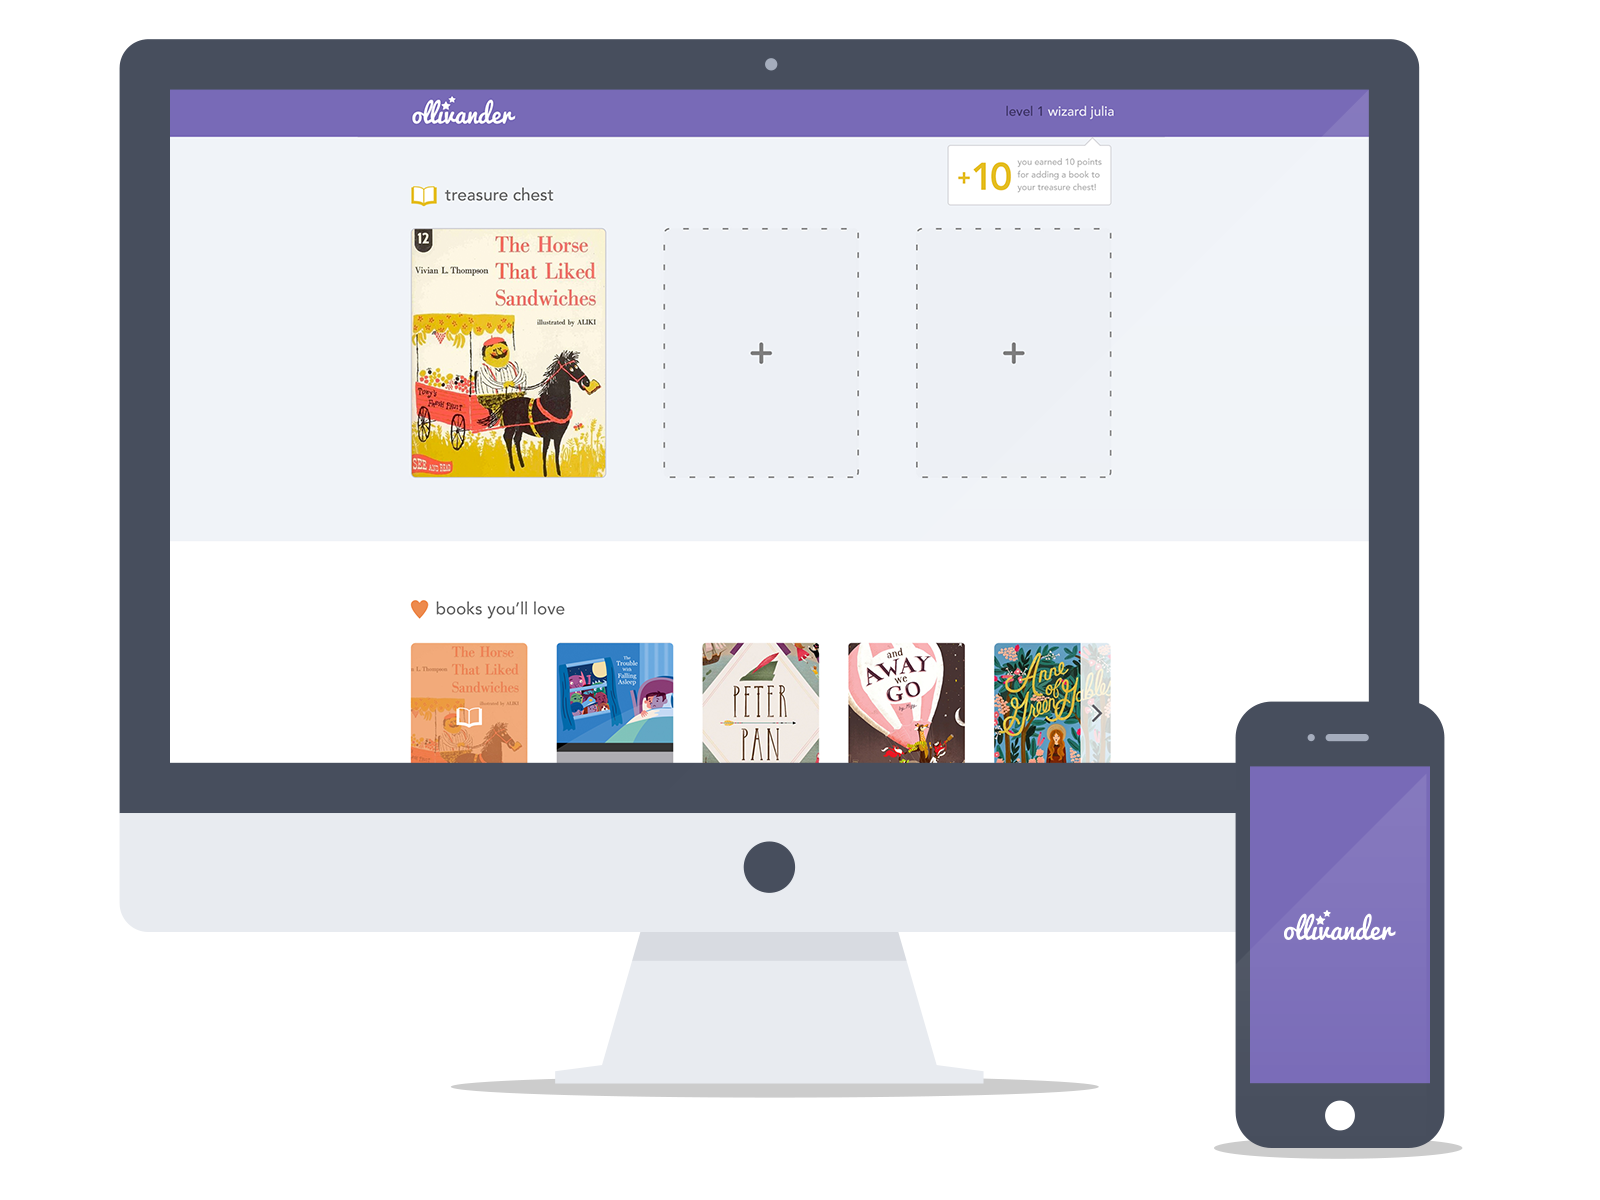 ollivander
level 1 wizard julia
+10
you earned 10 points
for adding a book to
your treasure chest!
treasure chest
12
The Horse
Vivian L. Thompson
That Liked
Sandwiches
illustrated by ALIKI
Tony's
FRESH FRUIT
SEE AND READ
+
+
books you'll love
The Horse
L. Thompson
That Liked
Sandwiches
illustrated by ALIKI
The
Trouble
with
Falling
Asleep
PETER
PAN
and
AWAY
we
GO
Anne
of
Green Gables
ollivander